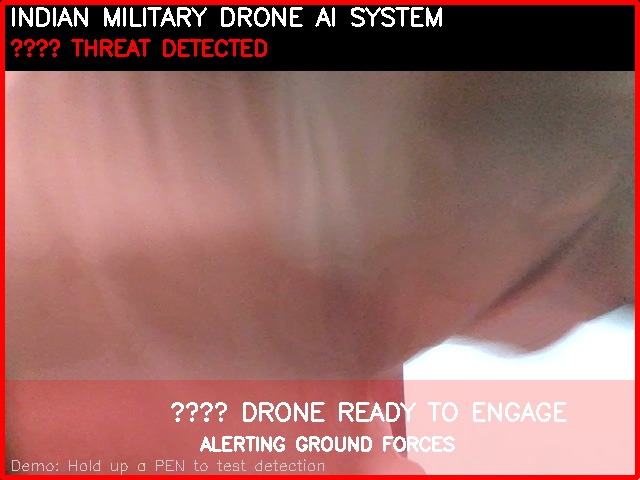 INDIAN MILITARY DRONE AI SYSTEM
???? THREAT DETECTED
???? DRONE READY TO ENGAGE
ALERTING GROUND FORCES
Demo: Hold up a PEN to test detection